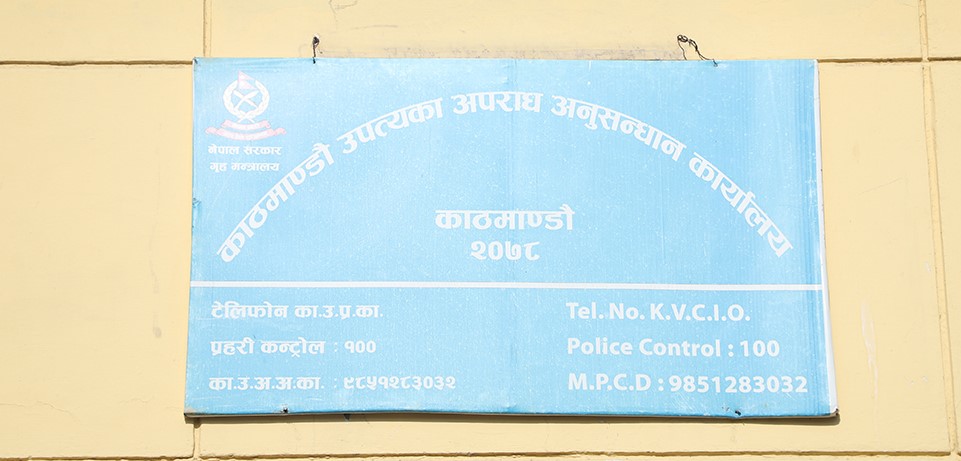 नेपाल सरकार
गृह मन्त्रालय
काठमाण्डौ उपत्यका अपराध अनुसन्धान कार्यालय
काठमाण्डौ
२०७८
टेलिफोन का.उ.प्र.का.
प्रहरी कन्ट्रोल : १००
का.उ.अ.अ.का. : ९८५१२८३०३२
Tel. No. K.V.C.I.O.
Police Control : 100
M.P.C.D : 9851283032